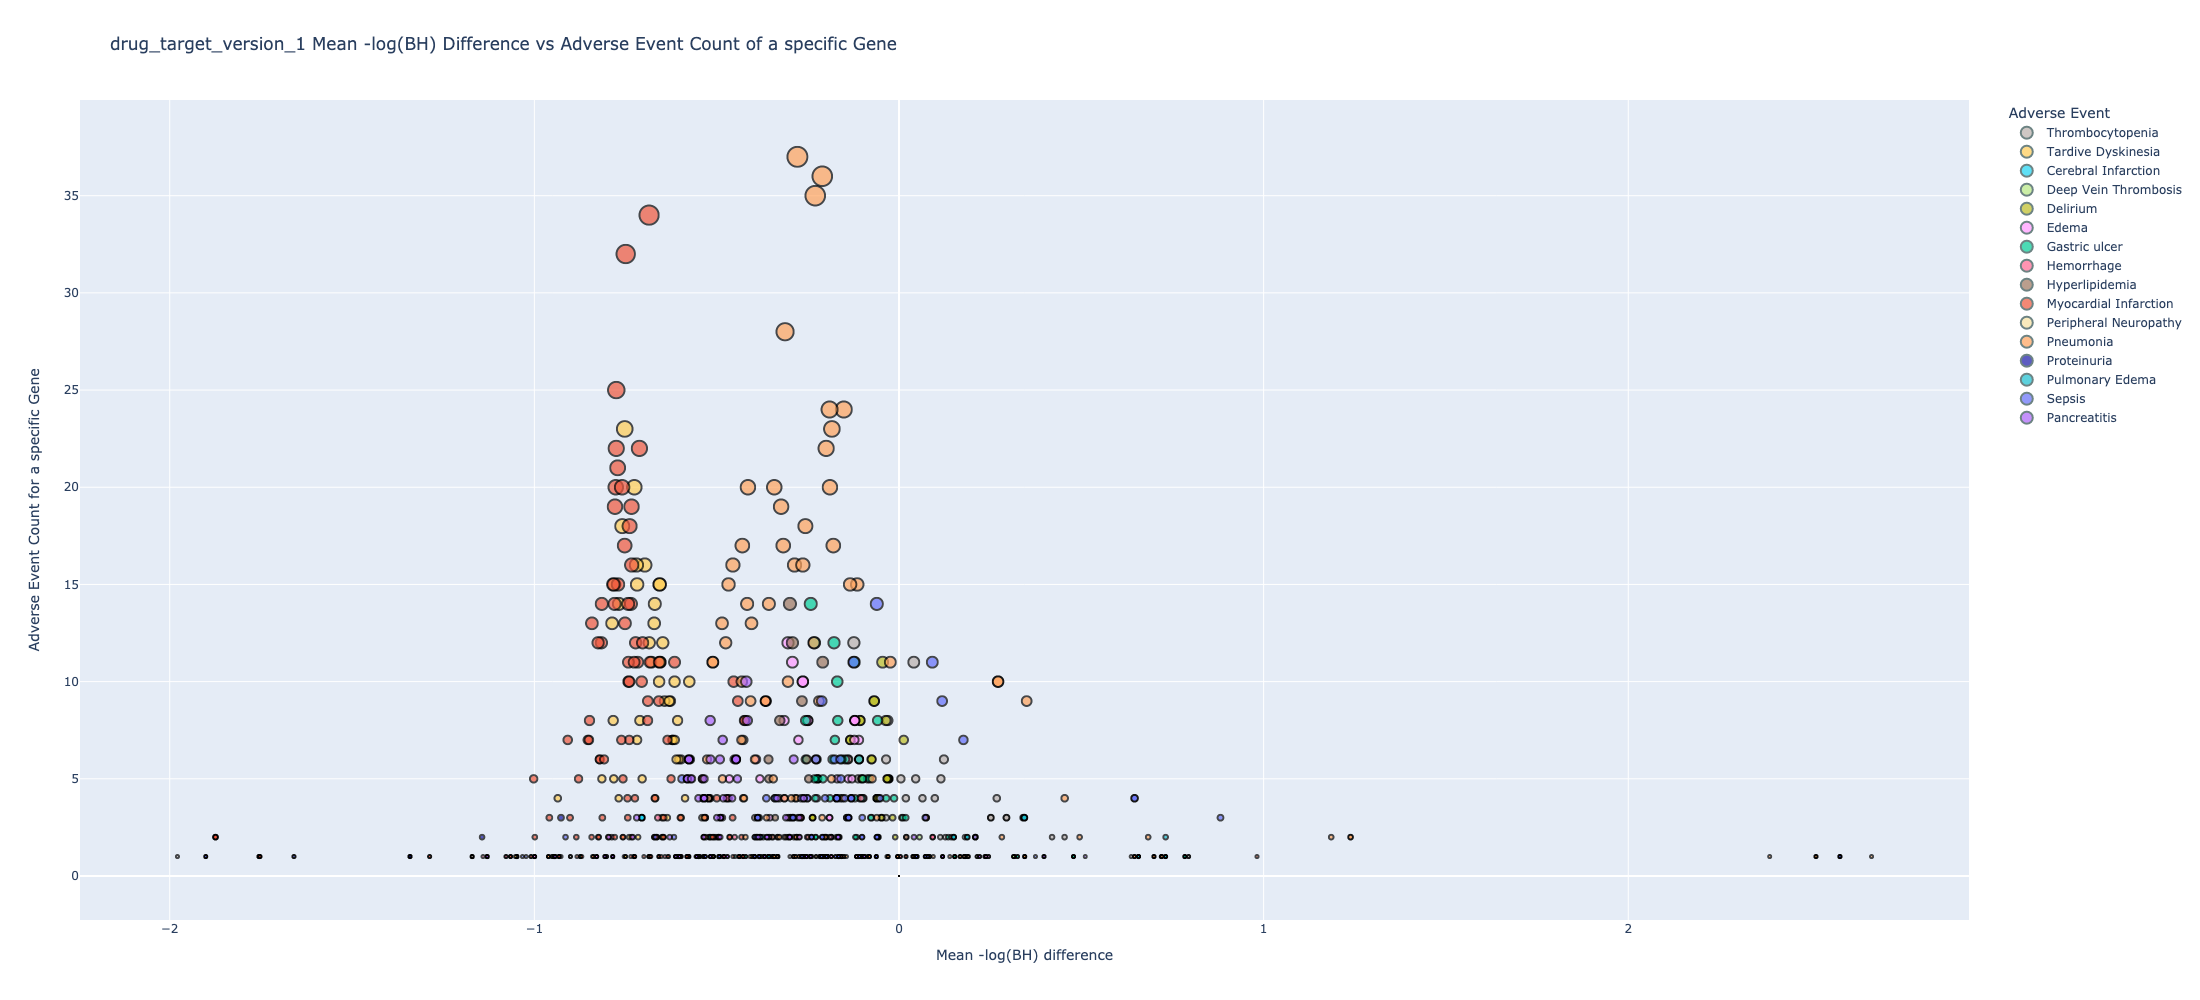 drug_target_version_1 Mean -log(BH) Difference vs Adverse Event Count of a specific Gene
Adverse Event Count for a specific Gene
35
30
25
20
15
10
5
0
−2
−1
0
1
2
Mean -log(BH) difference
Adverse Event
Thrombocytopenia
Tardive Dyskinesia
Cerebral Infarction
Deep Vein Thrombosis
Delirium
Edema
Gastric ulcer
Hemorrhage
Hyperlipidemia
Myocardial Infarction
Peripheral Neuropathy
Pneumonia
Proteinuria
Pulmonary Edema
Sepsis
Pancreatitis